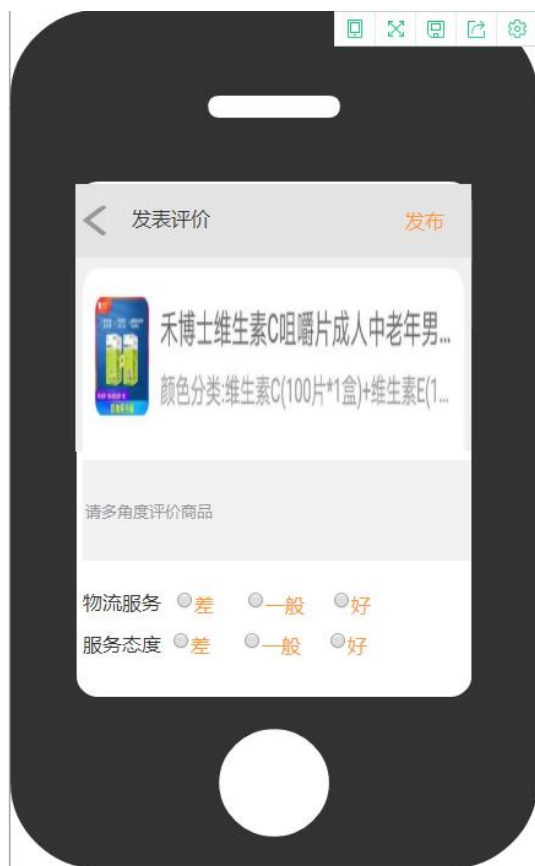 发表评价
发布
禾博士维生素C咀嚼片成人中老年男...
颜色分类:维生素C(100片*1盒)+维生素E(1...
请多角度评价商品
物流服务 差 一般 好
服务态度 差 一般 好